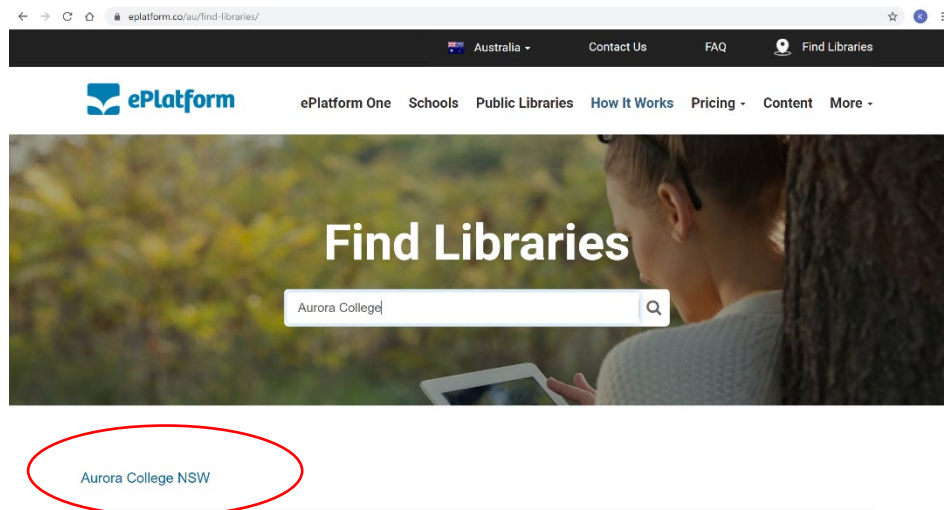 eplatform.co/au/find-libraries/
K
Australia Contact Us FAQ Find Libraries
ePlatform ePlatform One Schools Public Libraries How It Works Pricing Content More
Find Libraries
Aurora College
Aurora College NSW